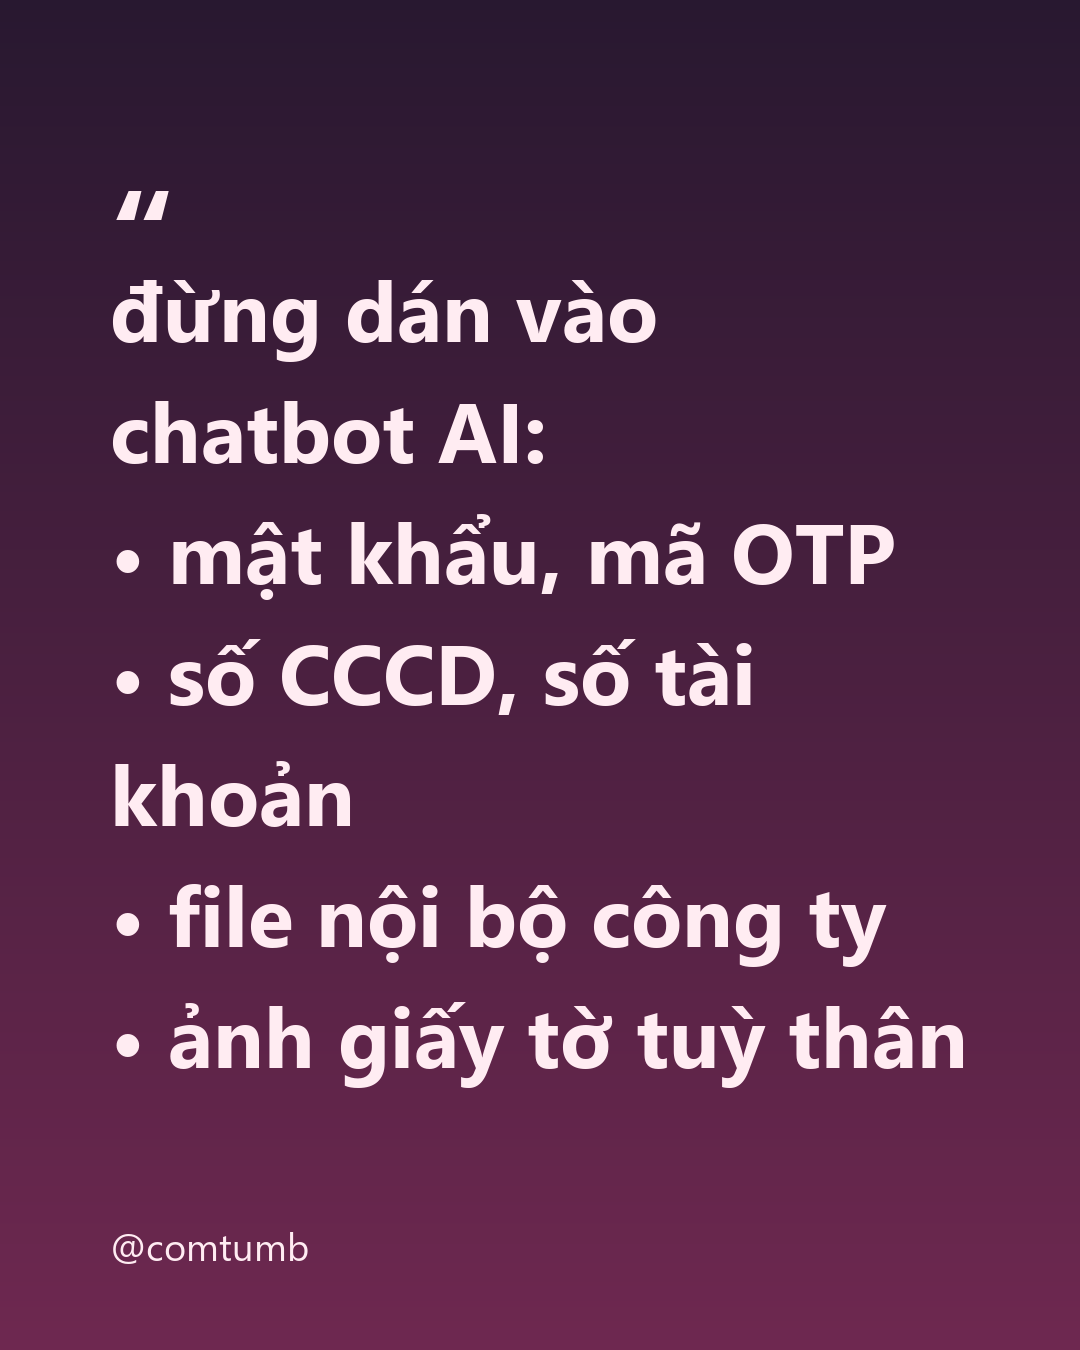 “
đừng dán vào
chatbot AI:
• mật khẩu, mã OTP
• số CCCD, số tài
khoản
• file nội bộ công ty
• ảnh giấy tờ tuỳ thân
@comtumb